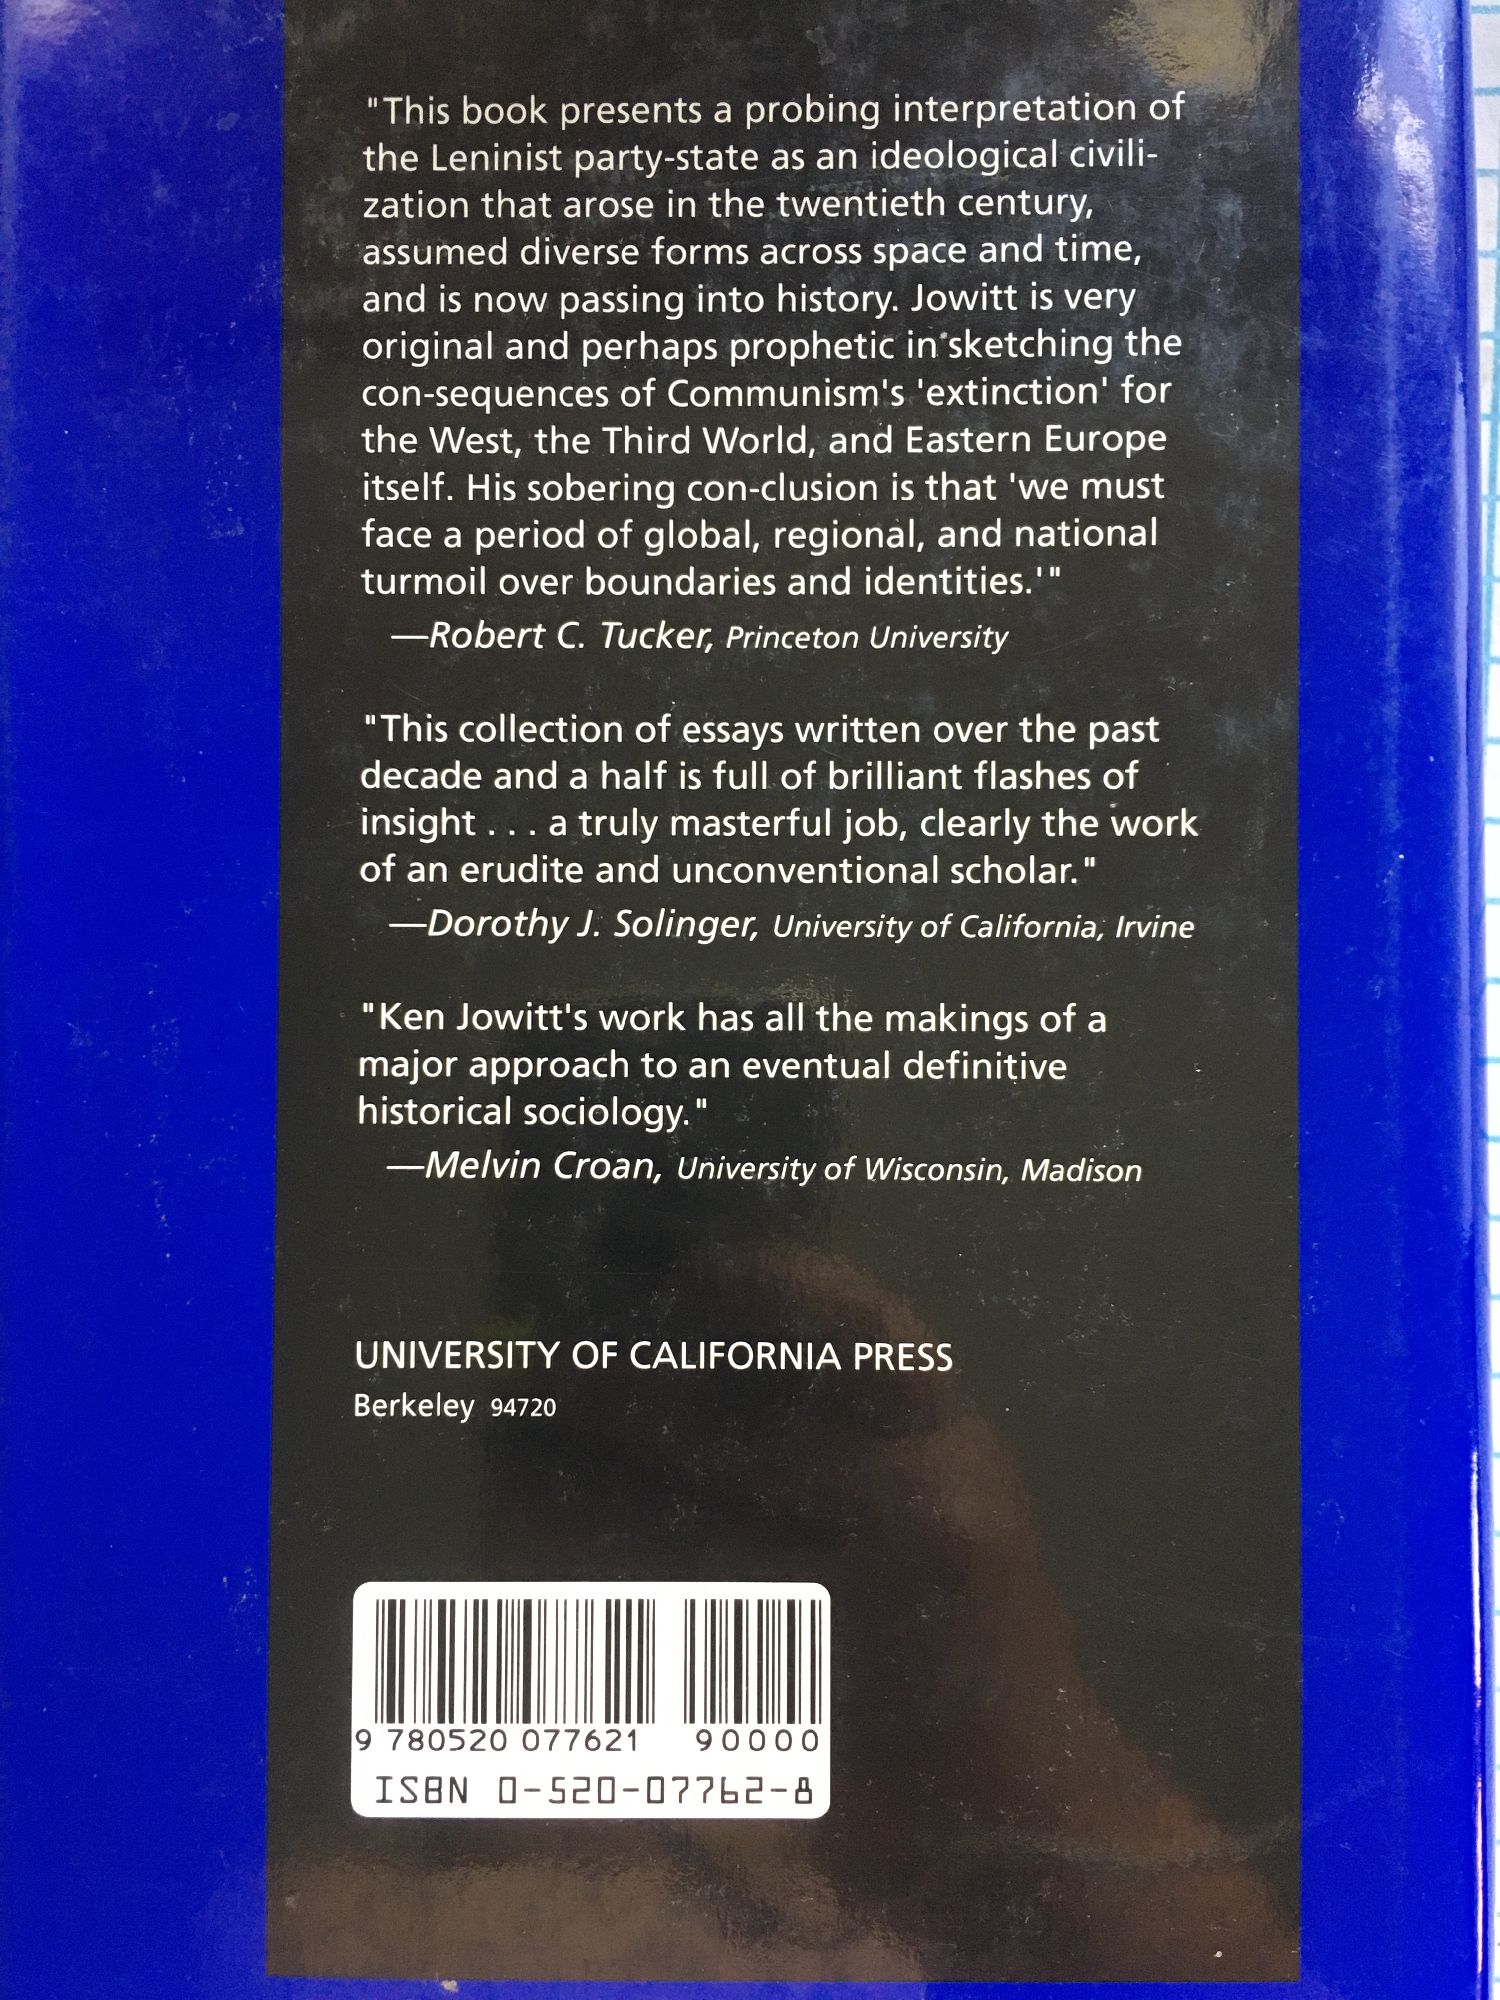 "This book presents a probing interpretation of
the Leninist party-state as an ideological civili-
zation that arose in the twentieth century,
assumed diverse forms across space and time,
and is now passing into history. Jowitt is very
original and perhaps prophetic in sketching the
con-sequences of Communism's 'extinction' for
the West, the Third World, and Eastern Europe
itself. His sobering con-clusion is that 'we must
face a period of global, regional, and national
turmoil over boundaries and identities.'"
—Robert C. Tucker, Princeton University
"This collection of essays written over the past
decade and a half is full of brilliant flashes of
insight . . . a truly masterful job, clearly the work
of an erudite and unconventional scholar."
—Dorothy J. Solinger, University of California, Irvine
"Ken Jowitt's work has all the makings of a
major approach to an eventual definitive
historical sociology."
—Melvin Croan, University of Wisconsin, Madison
UNIVERSITY OF CALIFORNIA PRESS
Berkeley 94720
9 780520 077621 90000
ISBN 0-520-07762-8